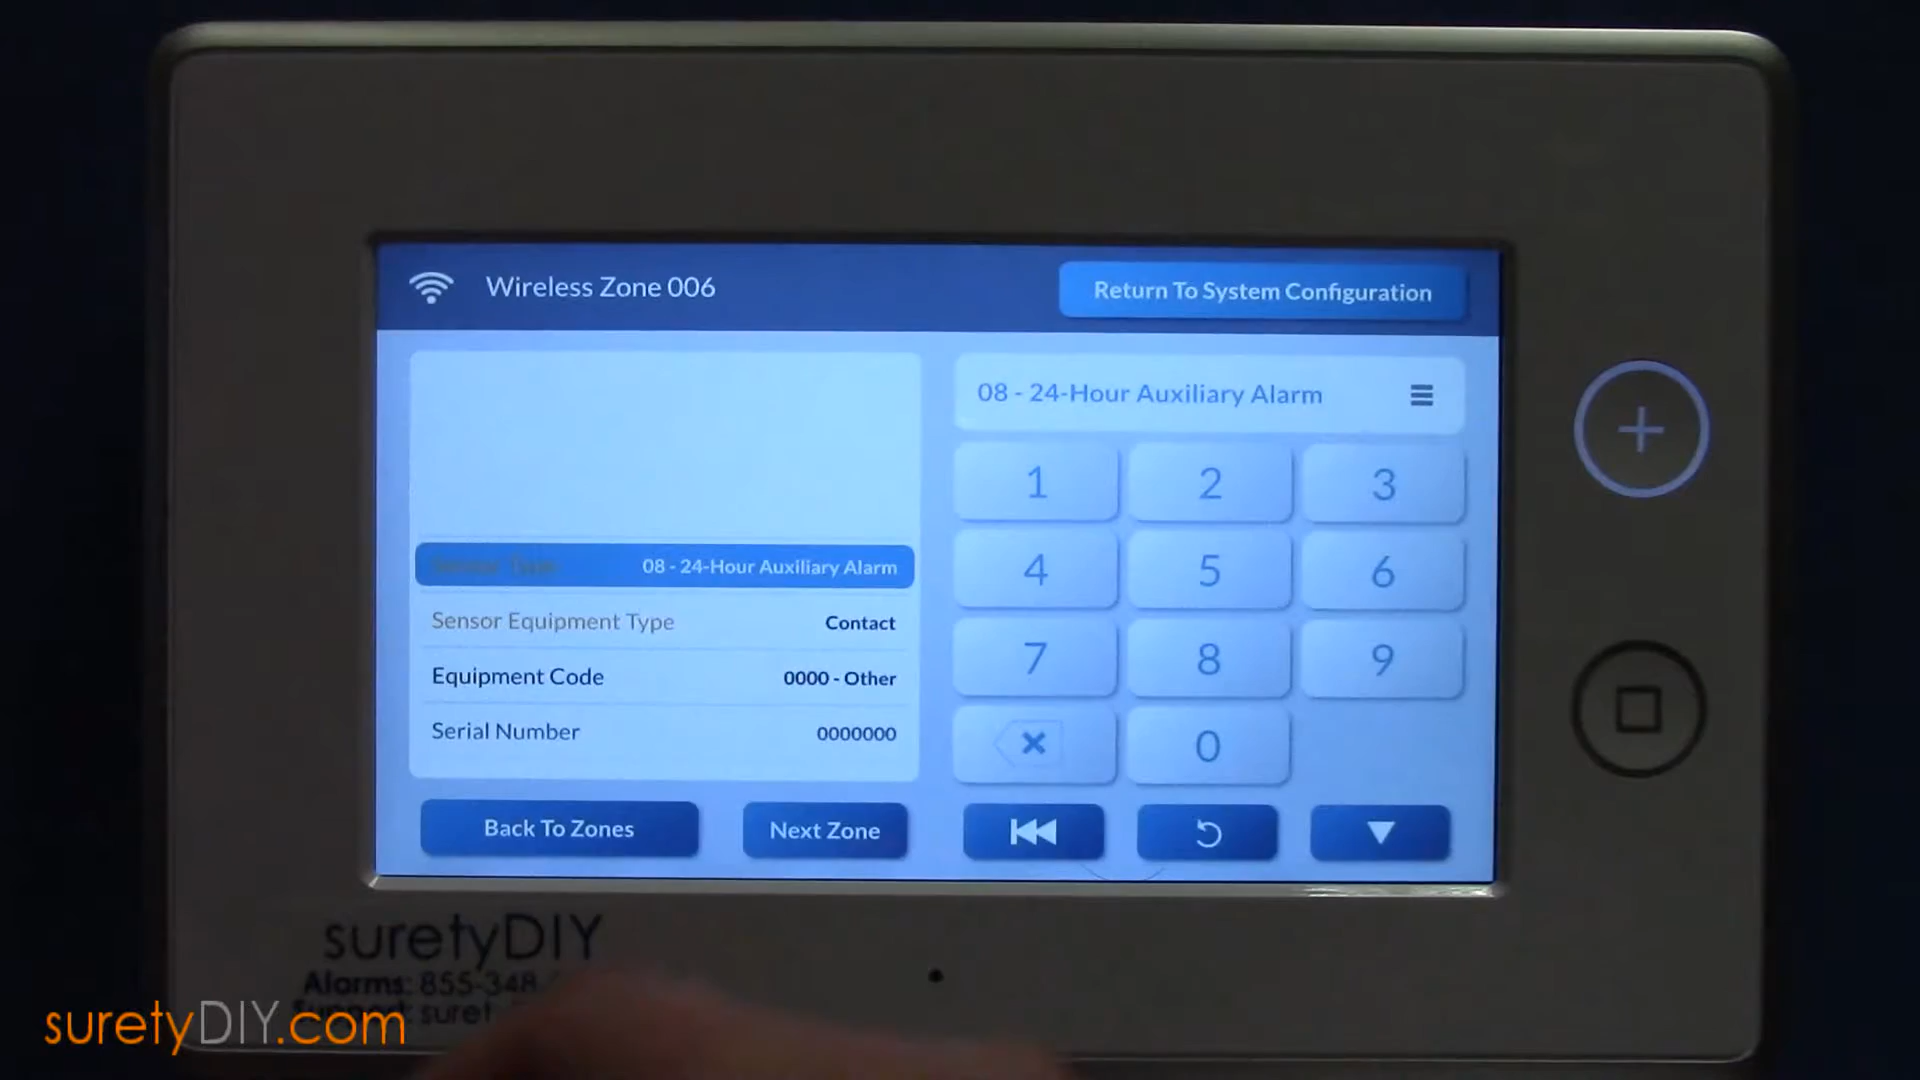 Wireless Zone 006
Return To System Configuration
08 - 24-Hour Auxiliary Alarm
Sensor Type 08 - 24-Hour Auxiliary Alarm
Sensor Equipment Type Contact
Equipment Code 0000 - Other
Serial Number 0000000
1 2 3
4 5 6
7 8 9
0
Back To Zones
Next Zone
suretyDIY
Alarms: 855-348-
Support: suret
suretyDIY.com